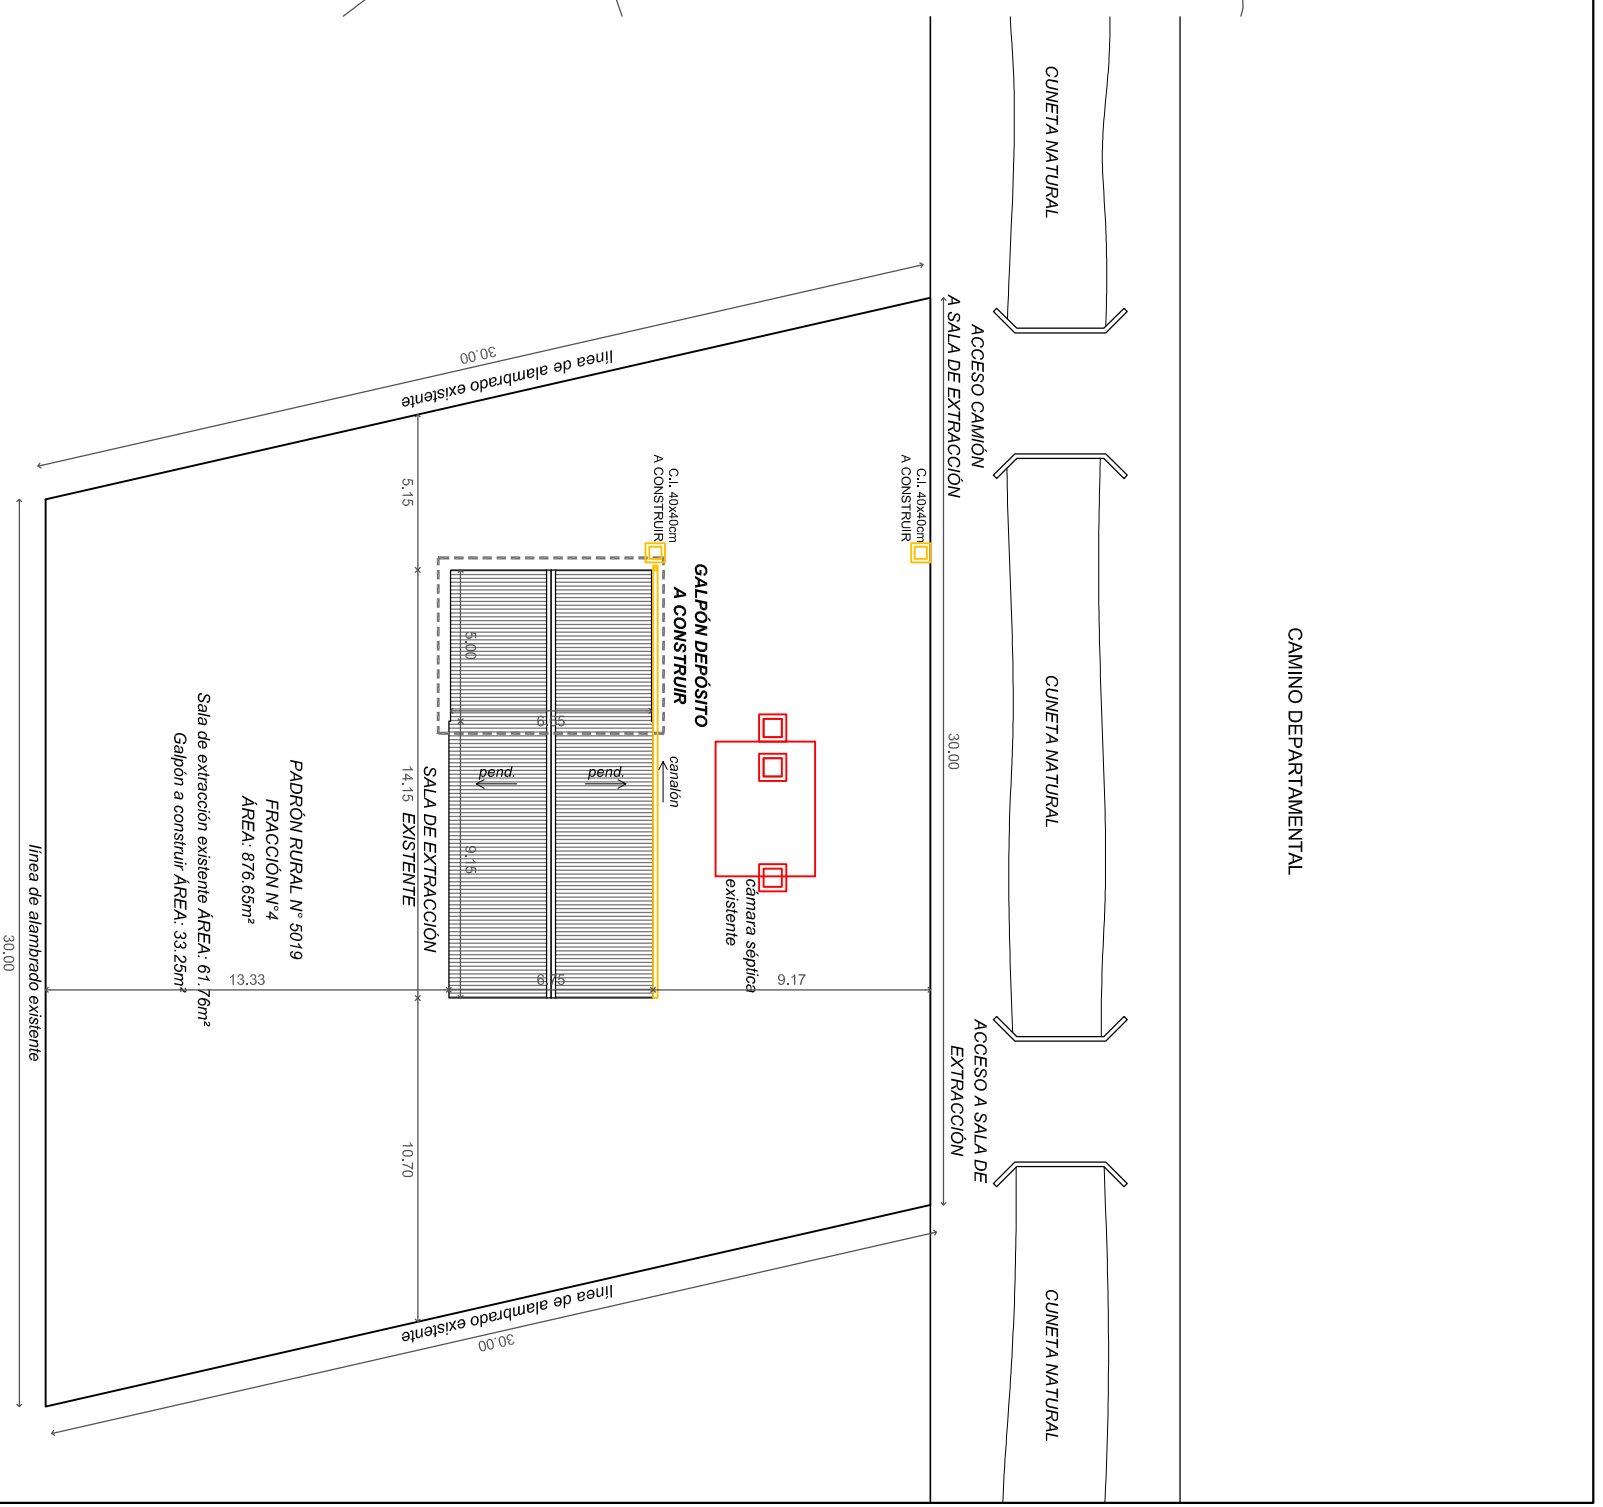 CAMINO DEPARTAMENTAL
CUNETA NATURAL
CUNETA NATURAL
CUNETA NATURAL
ACCESO CAMIÓN
A SALA DE EXTRACCIÓN
30.00
ACCESO A SALA DE
EXTRACCIÓN
C.I. 40x40cm
A CONSTRUIR
C.I. 40x40cm
A CONSTRUIR
GALPÓN DEPÓSITO
A CONSTRUIR
cámara séptica
existente
canalón
pend.
pend.
5.00
9.15
6.65
6.75
9.17
13.33
5.15
14.15
10.70
SALA DE EXTRACCIÓN
EXISTENTE
PADRÓN RURAL N° 5019
FRACCIÓN N°4
ÁREA: 876.65m²
Sala de extracción existente ÁREA: 61.76m²
Galpón a construir ÁREA: 33.25m²
línea de alambrado existente
30.00
línea de alambrado existente
30.00
línea de alambrado existente
30.00